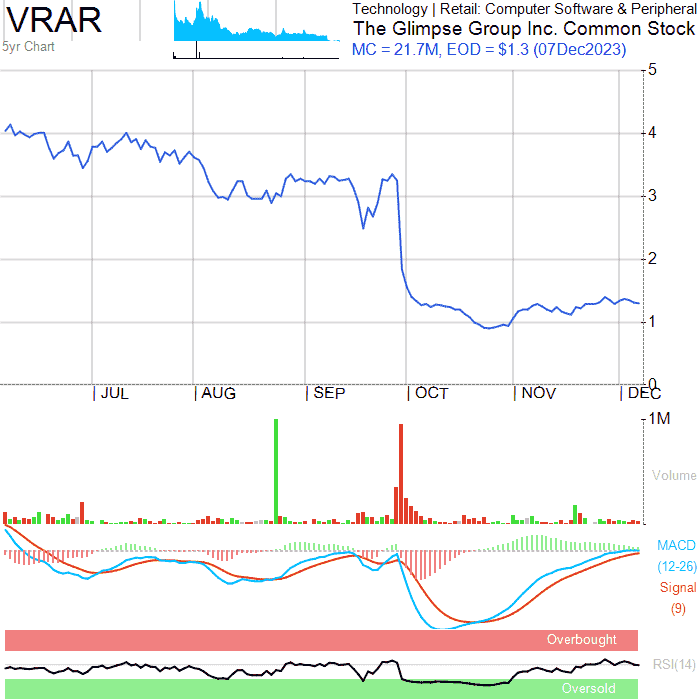 VRAR
5yr Chart
Technology | Retail: Computer Software & Peripheral
The Glimpse Group Inc. Common Stock
MC = 21.7M, EOD = $1.3 (07Dec2023)
5
4
3
2
1
0
JUL
AUG
SEP
OCT
NOV
DEC
1M
Volume
MACD
(12-26)
Signal
(9)
Overbought
RSI(14)
Oversold